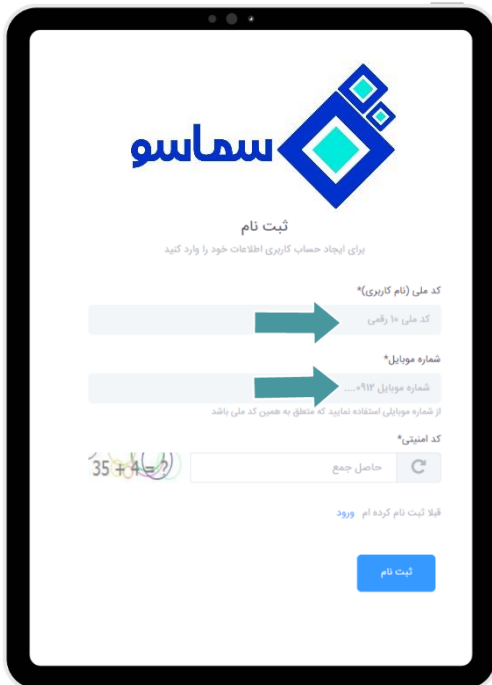 سماسو
ثبت نام
برای ایجاد حساب کاربری اطلاعات خود را وارد کنید
کد ملی (نام کاربری)*
کد ملی ۱۰ رقمی
شماره موبایل*
شماره موبایل ۰۹۱۲....
از شماره موبایلی استفاده نمایید که متعلق به همین کد ملی باشد
کد امنیتی*
حاصل جمع
35 + 4 = ?
قبلا ثبت نام کرده ام ورود
ثبت نام